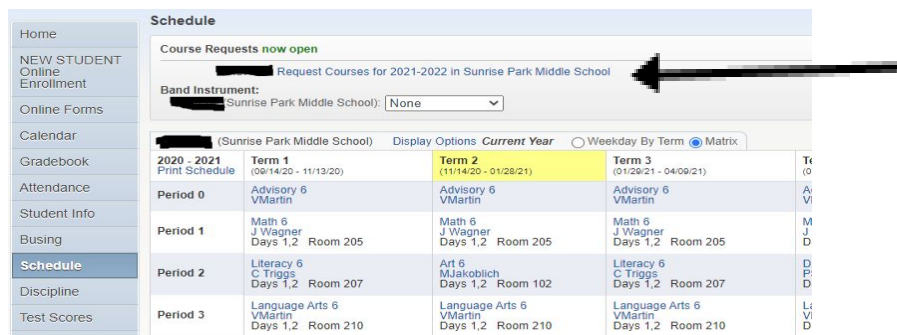 Schedule
Home
NEW STUDENT
Online
Enrollment
Online Forms
Calendar
Gradebook
Attendance
Student Info
Busing
Schedule
Discipline
Test Scores
Course Requests now open
Request Courses for 2021-2022 in Sunrise Park Middle School
Band Instrument:
(Sunrise Park Middle School): None
(Sunrise Park Middle School) Display Options Current Year Weekday By Term Matrix
2020 - 2021 Term 1 Term 2 Term 3
Print Schedule (09/14/20 - 11/13/20) (11/14/20 - 01/28/21) (01/29/21 - 04/09/21)
Period 0
Advisory 6 Advisory 6 Advisory 6
VMartin VMartin VMartin
Period 1
Math 6 Math 6 Math 6
J Wagner J Wagner J Wagner
Days 1,2 Room 205 Days 1,2 Room 205 Days 1,2 Room 205
Period 2
Literacy 6 Art 6 Literacy 6
C Triggs MJakoblich C Triggs
Days 1,2 Room 207 Days 1,2 Room 102 Days 1,2 Room 207
Period 3
Language Arts 6 Language Arts 6 Language Arts 6
VMartin VMartin VMartin
Days 1,2 Room 210 Days 1,2 Room 210 Days 1,2 Room 210